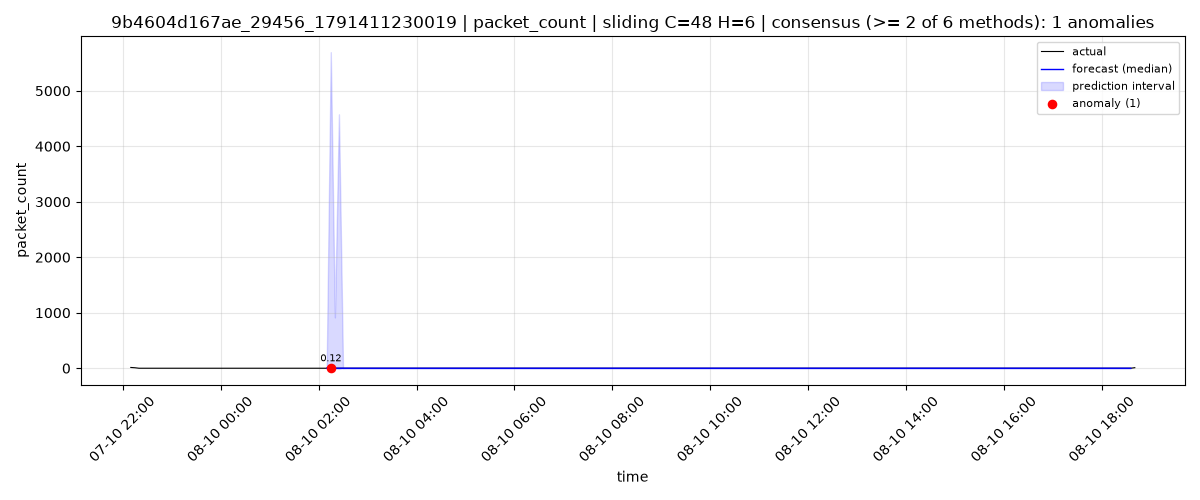 9b4604d167ae_29456_1791411230019 | packet_count | sliding C=48 H=6 | consensus (>= 2 of 6 methods): 1 anomalies
actual
forecast (median)
prediction interval
anomaly (1)
packet_count
5000
4000
3000
2000
1000
0
0.12
07-10 22:00
08-10 00:00
08-10 02:00
08-10 04:00
08-10 06:00
08-10 08:00
08-10 10:00
08-10 12:00
08-10 14:00
08-10 16:00
08-10 18:00
time